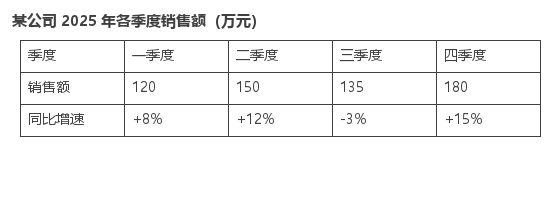 某公司 2025 年各季度销售额（万元）
季度 一季度 二季度 三季度 四季度
销售额 120 150 135 180
同比增速 +8% +12% -3% +15%